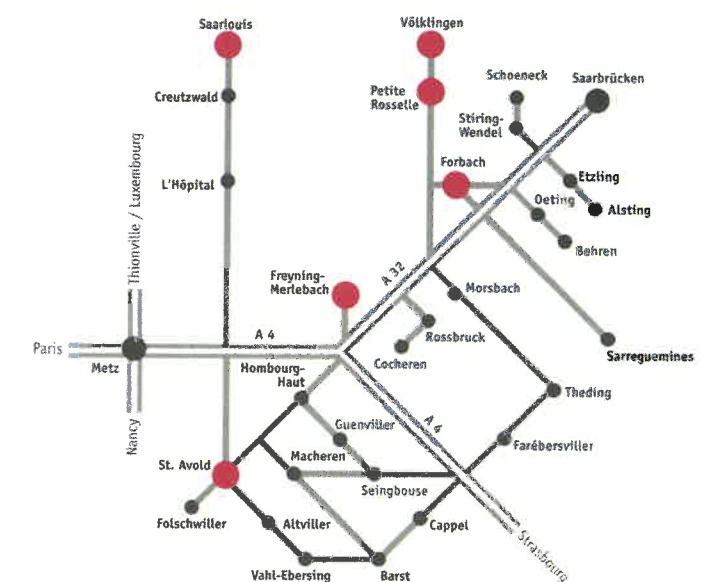 Saarlouis
Völklingen
Schoeneck
Saarbrücken
Creutzwald
Petite
Rosselle
Stiring-
Wendel
Forbach
Etzling
L'Hôpital
Oeting
Alsting
Thionville / Luxembourg
Behren
Freyning-
Merlebach
A 32
Morsbach
Paris
A 4
Rossbruck
Metz
Hombourg-
Haut
Cocheren
Sarreguemines
Theding
Nancy
Guenviller
A 4
Farébersviller
St. Avold
Macheren
Seingbouse
Folschwiller
Altviller
Cappel
Strasbourg
Vahl-Ebersing
Barst